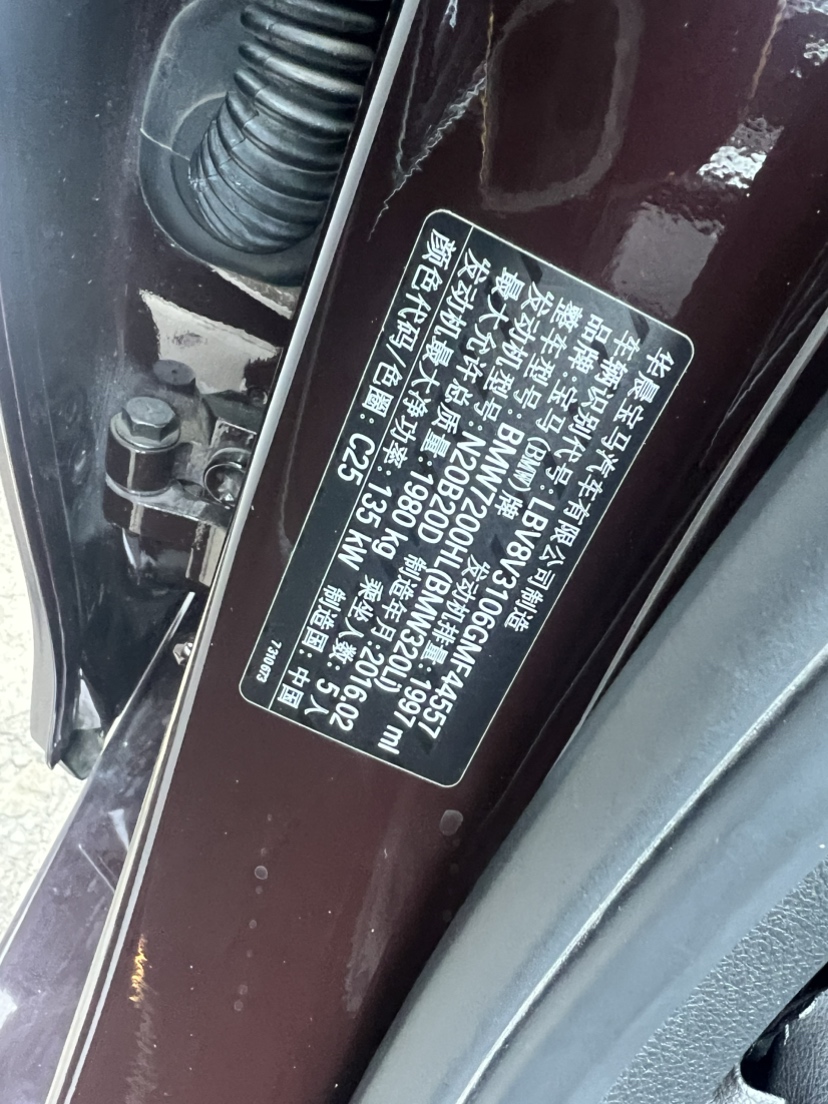 华晨宝马汽车有限公司制造
车辆识别代号: LBV8V3106GMF44557
品牌: 宝马 (BMW) 牌 发动机排量: 1997 ml
整车型号: BMW7200HL(BMW320Li)
发动机型号: N20B20D 制造年月: 2016.02
最大允许总质量: 1980 kg 乘坐人数: 5 人
发动机最大净功率: 135 kW 制造国: 中国
颜色代码/色圈: C25
7310673